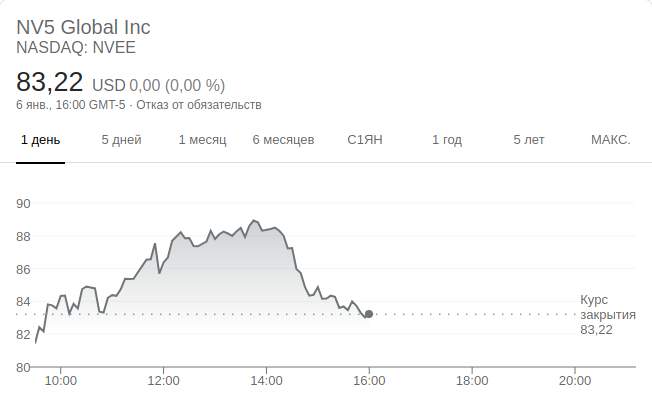 NV5 Global Inc
NASDAQ: NVEE
83,22 USD 0,00 (0,00 %)
6 янв., 16:00 GMT-5 · Отказ от обязательств
1 день 5 дней 1 месяц 6 месяцев С1ЯН 1 год 5 лет МАКС.
90
88
86
84
82
80
Курс
закрытия
83,22
10:00 12:00 14:00 16:00 18:00 20:00